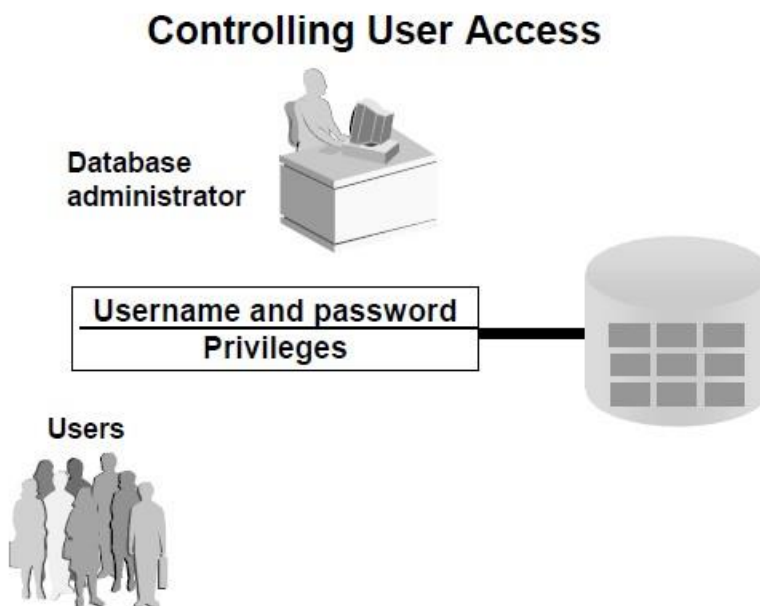 Controlling User Access
Database
administrator
Username and password
Privileges
Users